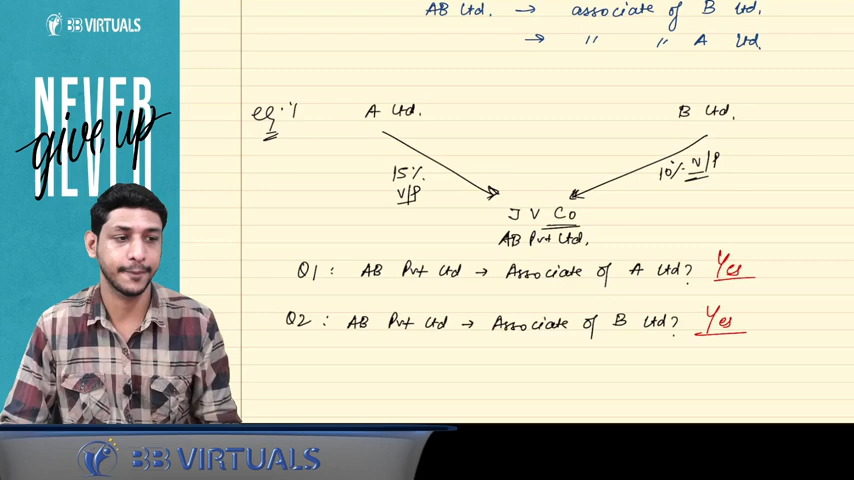 BB VIRTUALS
AB Ltd. → associate of B Ltd.
→ " " A Ltd.
NEVER
give up
NEVER
eg:1
A Ltd.
B Ltd.
15%
V/P
10% V/P
J V Co
AB Pvt Ltd.
Q1: AB Pvt Ltd → Associate of A Ltd? Yes
Q2: AB Pvt Ltd → Associate of B Ltd? Yes
BB VIRTUALS